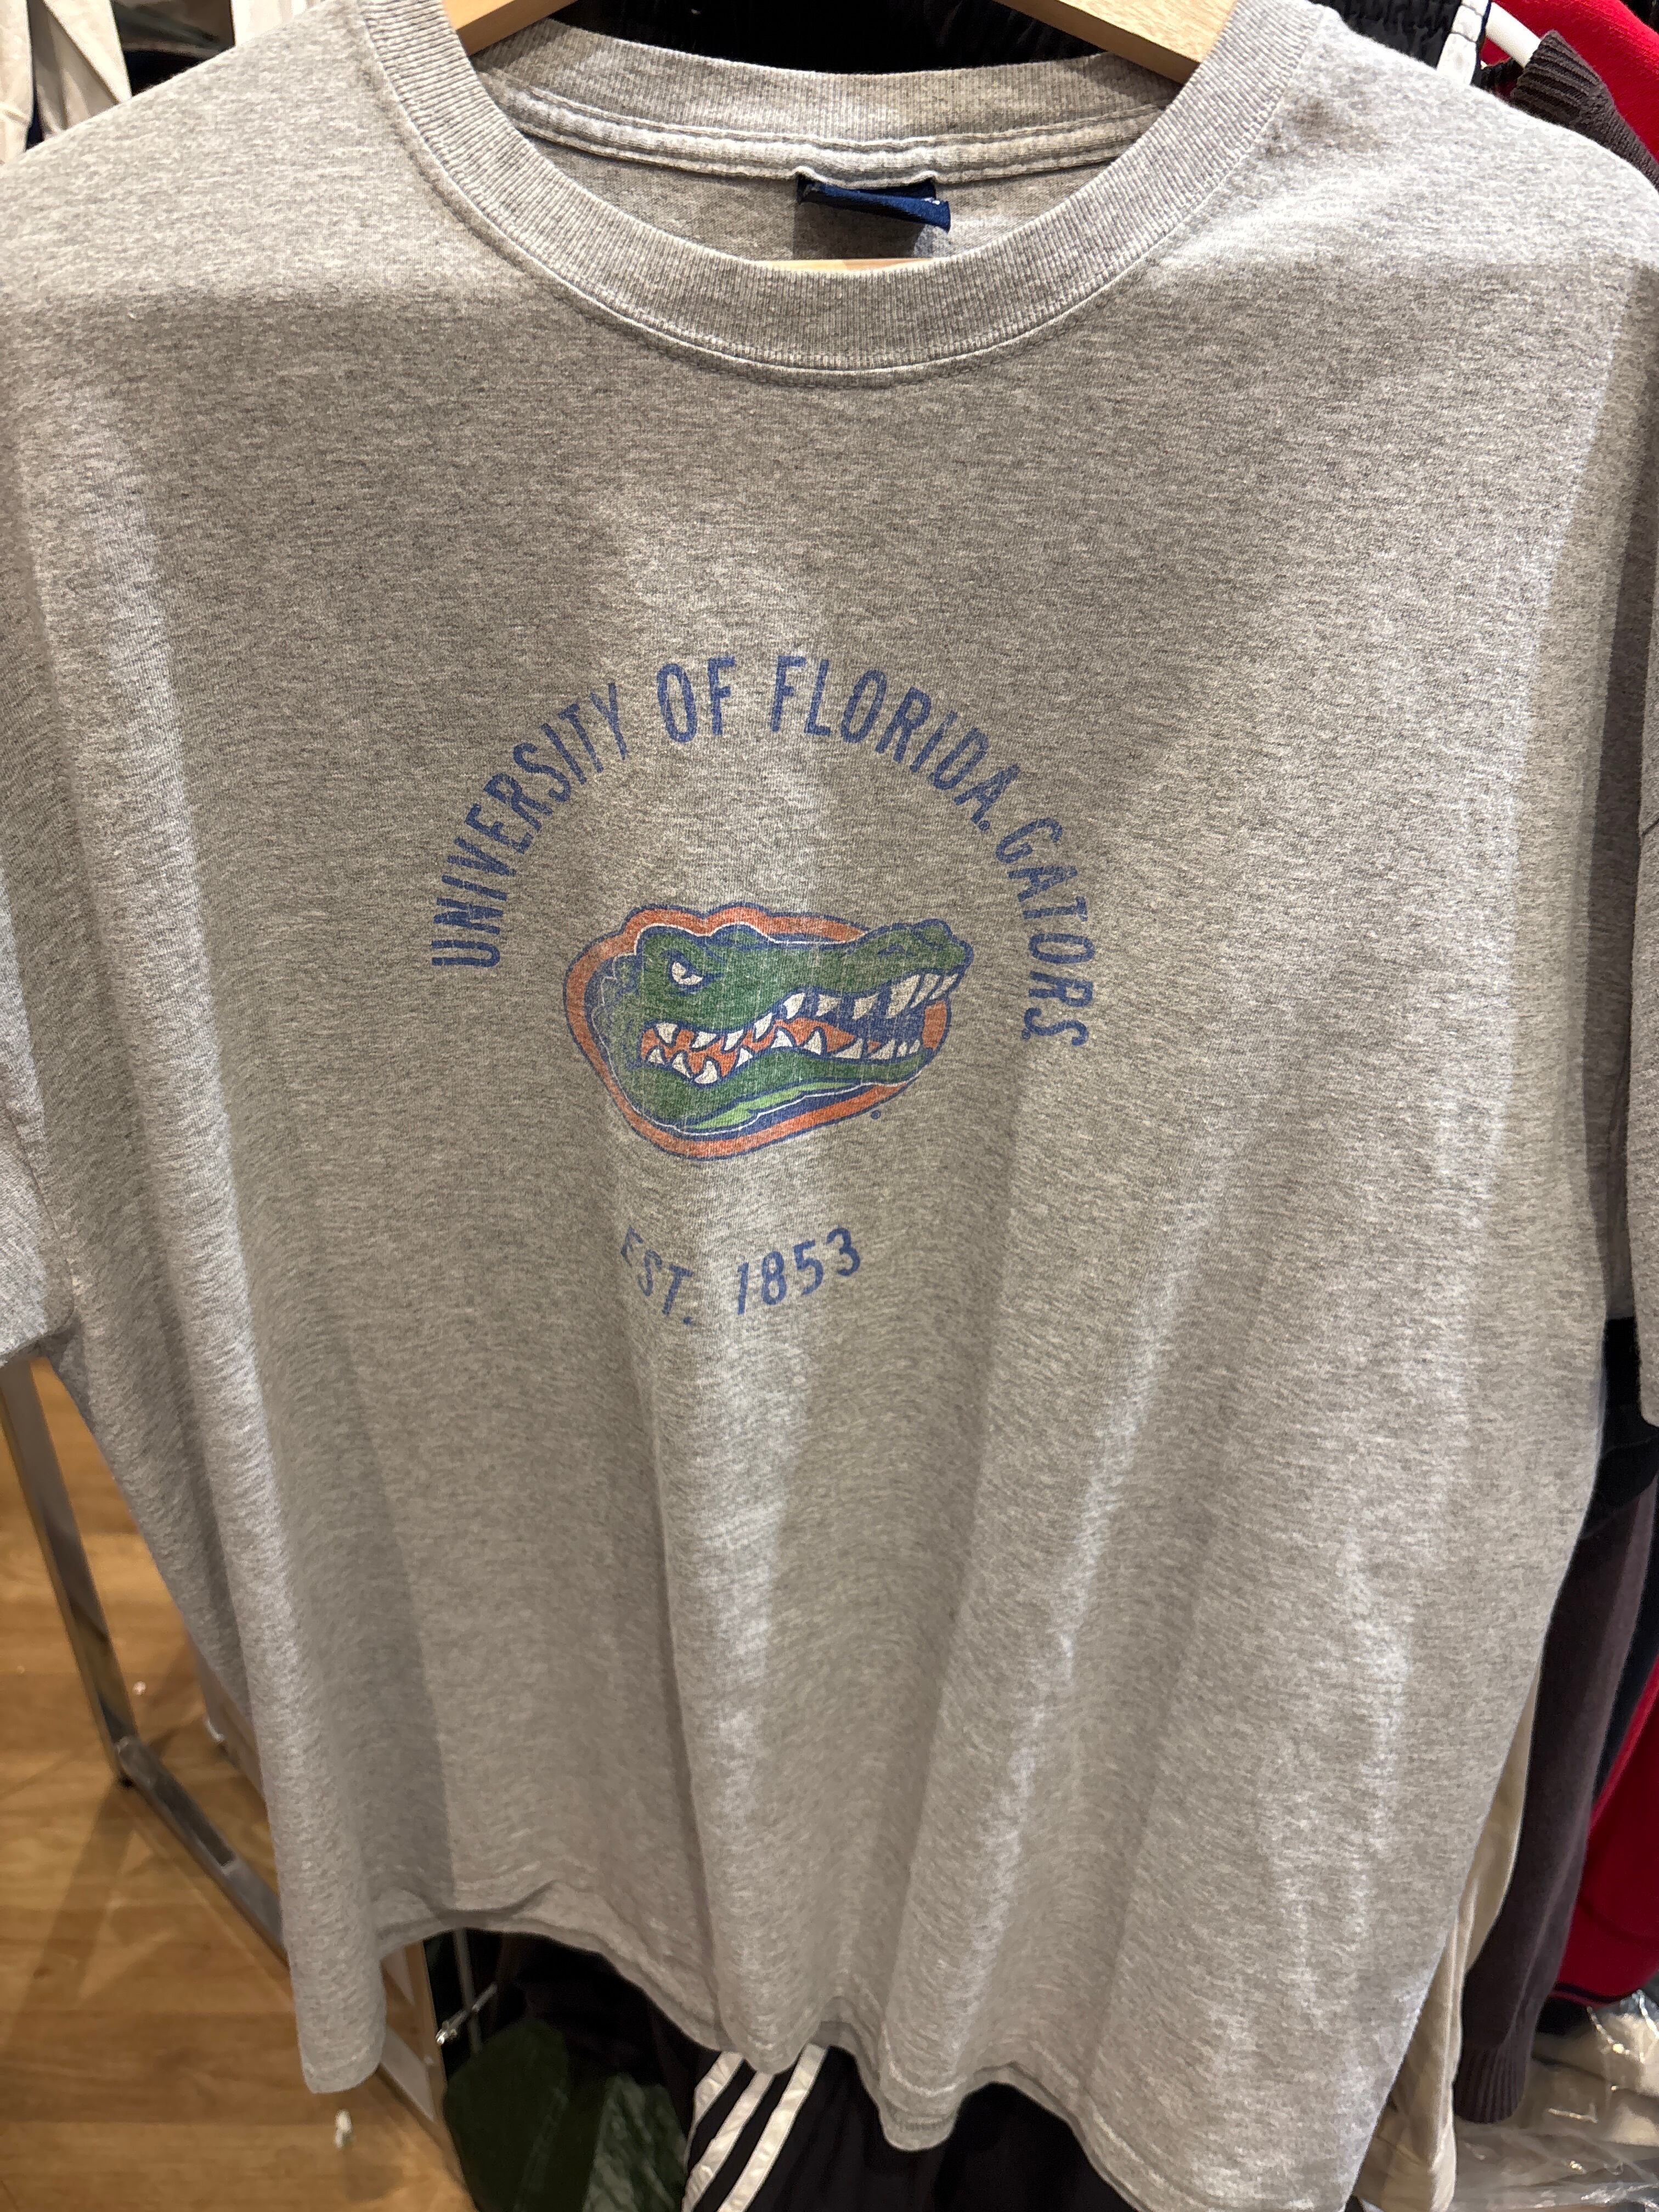 UNIVERSITY OF FLORIDA. GATORS.
EST. 1853